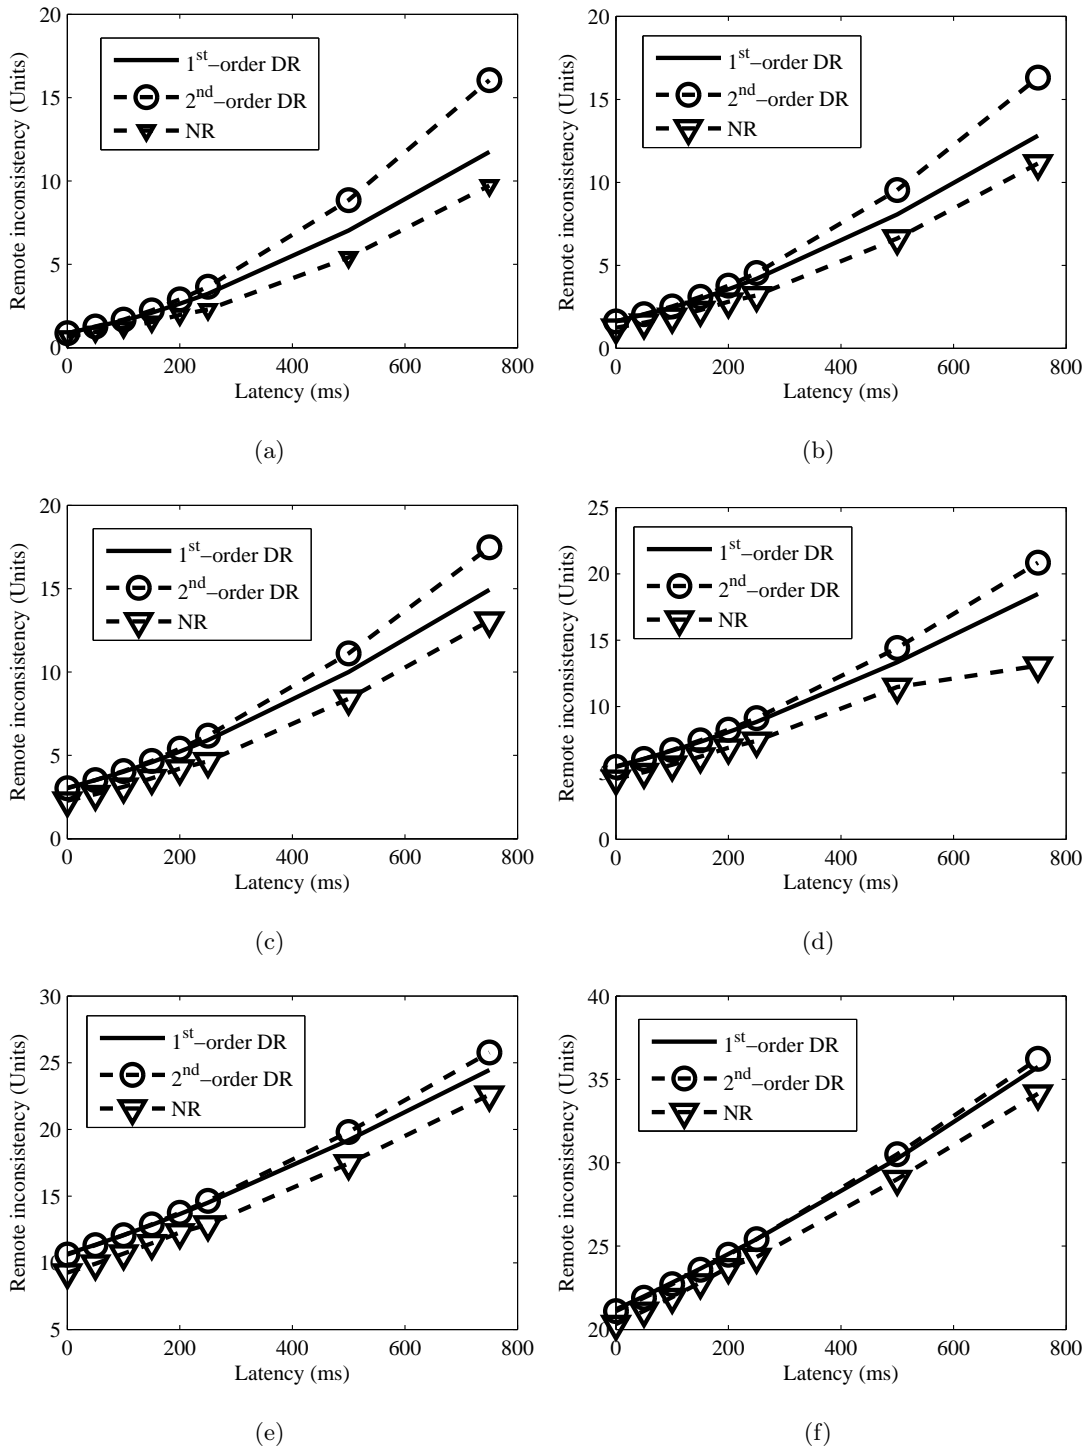 20
15
10
5
0
0 200 400 600 800
Remote inconsistency (Units)
Latency (ms)
1st−order DR
2nd−order DR
NR
(a)
20
15
10
5
0
0 200 400 600 800
Remote inconsistency (Units)
Latency (ms)
1st−order DR
2nd−order DR
NR
(b)
20
15
10
5
0
0 200 400 600 800
Remote inconsistency (Units)
Latency (ms)
1st−order DR
2nd−order DR
NR
(c)
25
20
15
10
5
0
0 200 400 600 800
Remote inconsistency (Units)
Latency (ms)
1st−order DR
2nd−order DR
NR
(d)
30
25
20
15
10
5
0 200 400 600 800
Remote inconsistency (Units)
Latency (ms)
1st−order DR
2nd−order DR
NR
(e)
40
35
30
25
20
0 200 400 600 800
Remote inconsistency (Units)
Latency (ms)
1st−order DR
2nd−order DR
NR
(f)